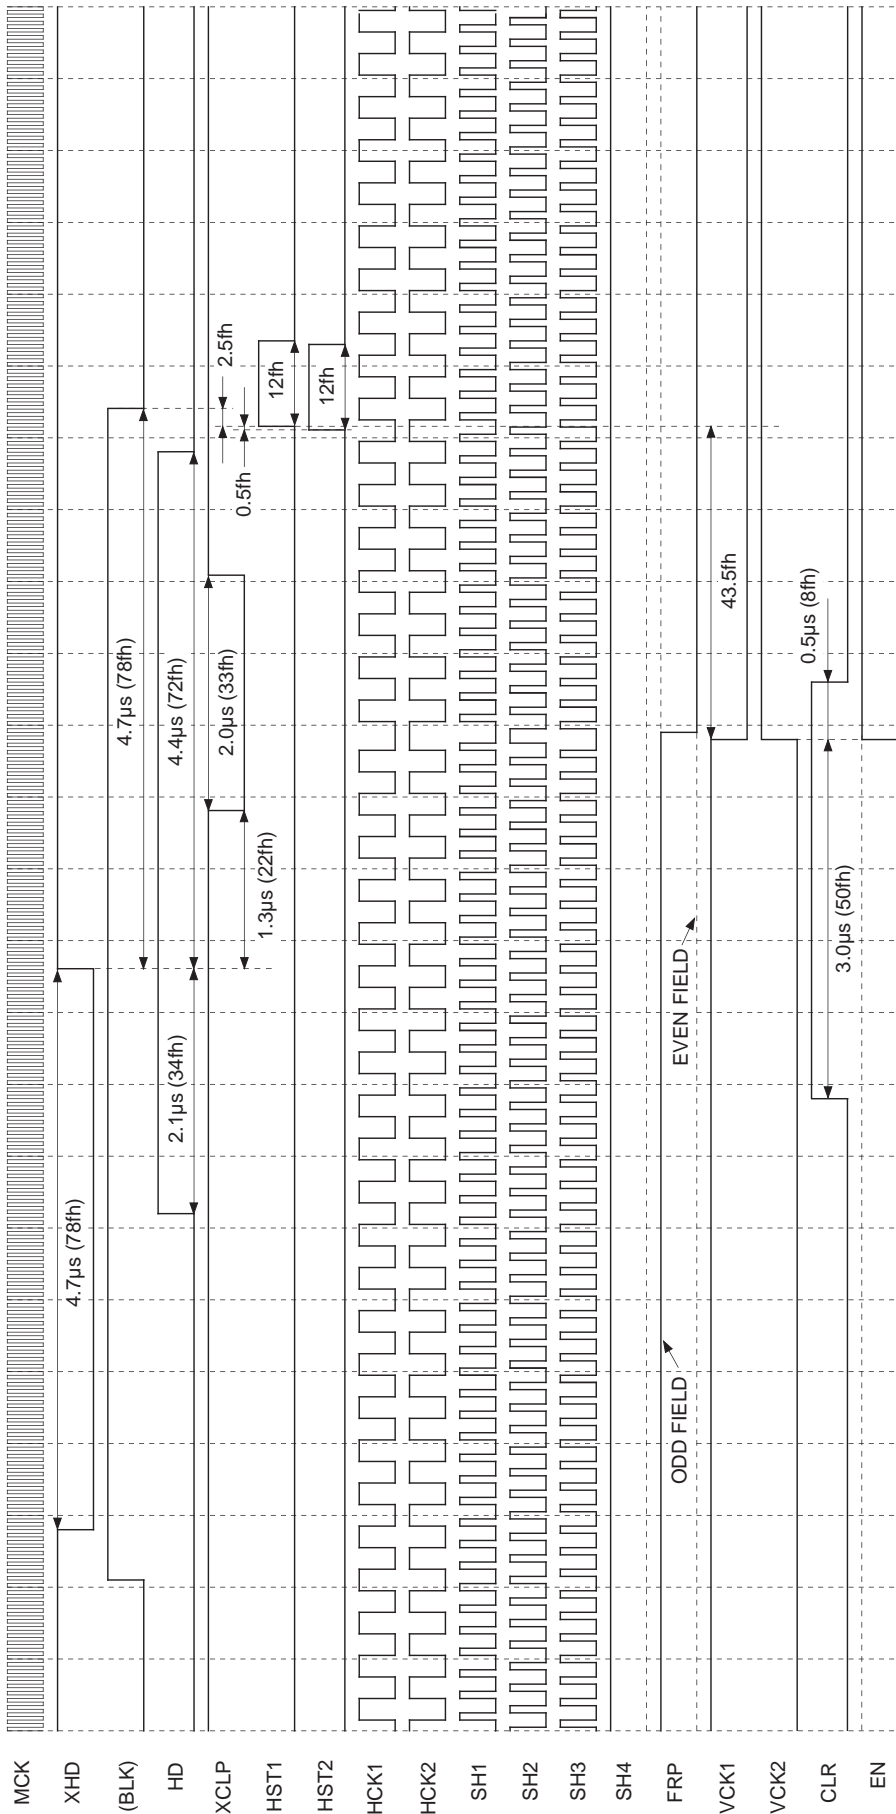 MCK
XHD
4.7μs (78fh)
(BLK)
4.7μs (78fh)
HD
2.1μs (34fh)
4.4μs (72fh)
XCLP
1.3μs (22fh)
2.0μs (33fh)
0.5fh
2.5fh
HST1
12fh
HST2
12fh
HCK1
HCK2
SH1
SH2
SH3
SH4
FRP
ODD FIELD
EVEN FIELD
VCK1
43.5fh
VCK2
CLR
3.0μs (50fh)
0.5μs (8fh)
EN